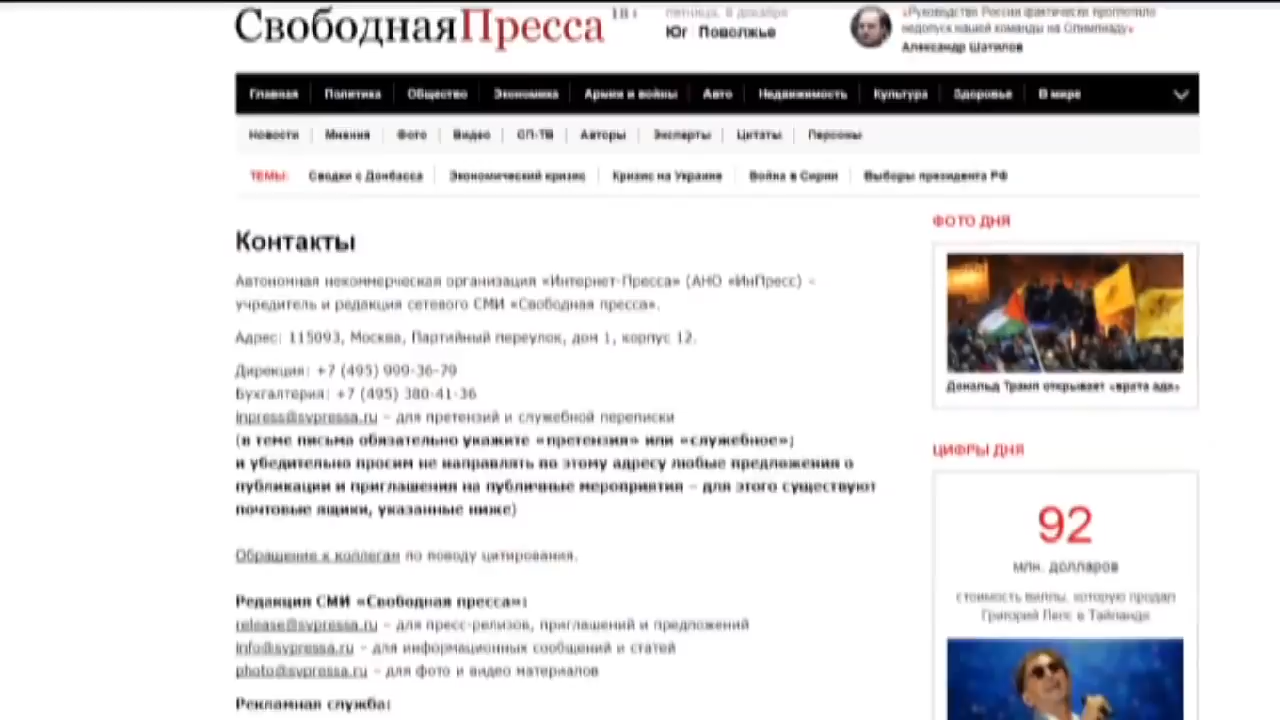 СвободнаяПресса 18+
пятница, 8 декабря
Юг Поволжье
«Руководство России фактически проглотило
недопуск нашей команды на Олимпиаду»
Александр Шатилов
Главная Политика Общество Экономика Армии и войны Авто Недвижимость Культура Здоровье В мире
Новости Мнения Фото Видео СП-ТВ Авторы Эксперты Цитаты Персоны
ТЕМЫ: Сводки с Донбасса Экономический кризис Кризис на Украине Война в Сирии Выборы президента РФ
Контакты
Автономная некоммерческая организация «Интернет-Пресса» (АНО «ИнПресс) –
учредитель и редакция сетевого СМИ «Свободная пресса».
Адрес: 115093, Москва, Партийный переулок, дом 1, корпус 12.
Дирекция: +7 (495) 999-36-79
Бухгалтерия: +7 (495) 380-41-36
inpress@svpressa.ru – для претензий и служебной переписки
(в теме письма обязательно укажите «претензия» или «служебное»;
и убедительно просим не направлять по этому адресу любые предложения о
публикации и приглашения на публичные мероприятия – для этого существуют
почтовые ящики, указанные ниже)
Обращение к коллегам по поводу цитирования.
Редакция СМИ «Свободная пресса»:
release@svpressa.ru – для пресс-релизов, приглашений и предложений
info@svpressa.ru – для информационных сообщений и статей
photo@svpressa.ru – для фото и видео материалов
Рекламная служба:
ФОТО ДНЯ
Дональд Трамп открывает «врата ада»
ЦИФРЫ ДНЯ
92
млн. долларов
стоимость виллы, которую продал
Григорий Лепс в Тайланде